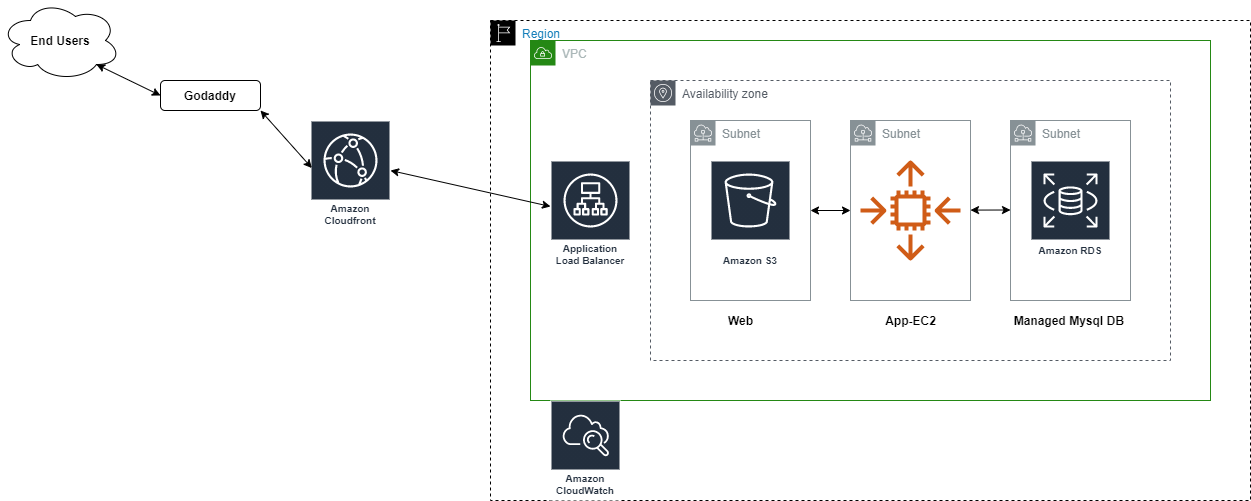 End Users
Godaddy
Amazon
Cloudfront
Region
VPC
Availability zone
Subnet
Subnet
Subnet
Application
Load Balancer
Amazon S3
Amazon RDS
Web
App-EC2
Managed Mysql DB
Amazon
CloudWatch